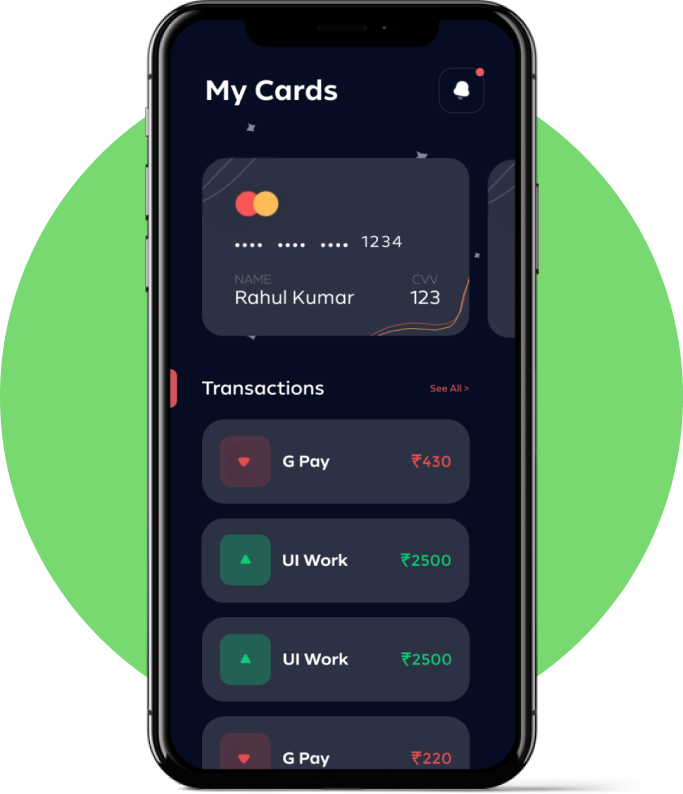 My Cards
•••• •••• •••• 1234
NAME CVV
Rahul Kumar 123
Transactions See All >
G Pay ₹430
UI Work ₹2500
UI Work ₹2500
G Pay ₹220